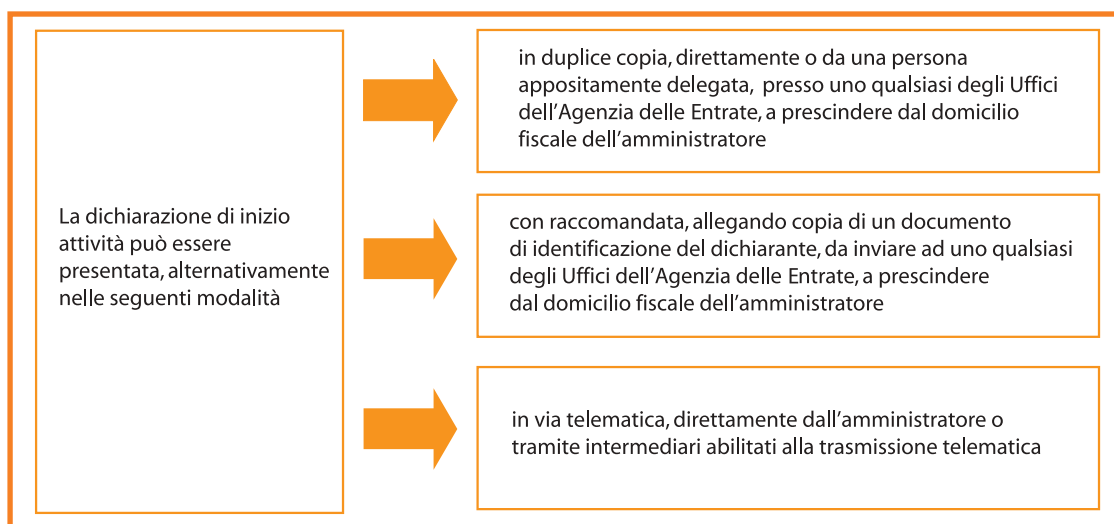 La dichiarazione di inizio
attività può essere
presentata, alternativamente
nelle seguenti modalità
in duplice copia, direttamente o da una persona
appositamente delegata, presso uno qualsiasi degli Uffici
dell'Agenzia delle Entrate, a prescindere dal domicilio
fiscale dell'amministratore
con raccomandata, allegando copia di un documento
di identificazione del dichiarante, da inviare ad uno qualsiasi
degli Uffici dell'Agenzia delle Entrate, a prescindere
dal domicilio fiscale dell'amministratore
in via telematica, direttamente dall'amministratore o
tramite intermediari abilitati alla trasmissione telematica